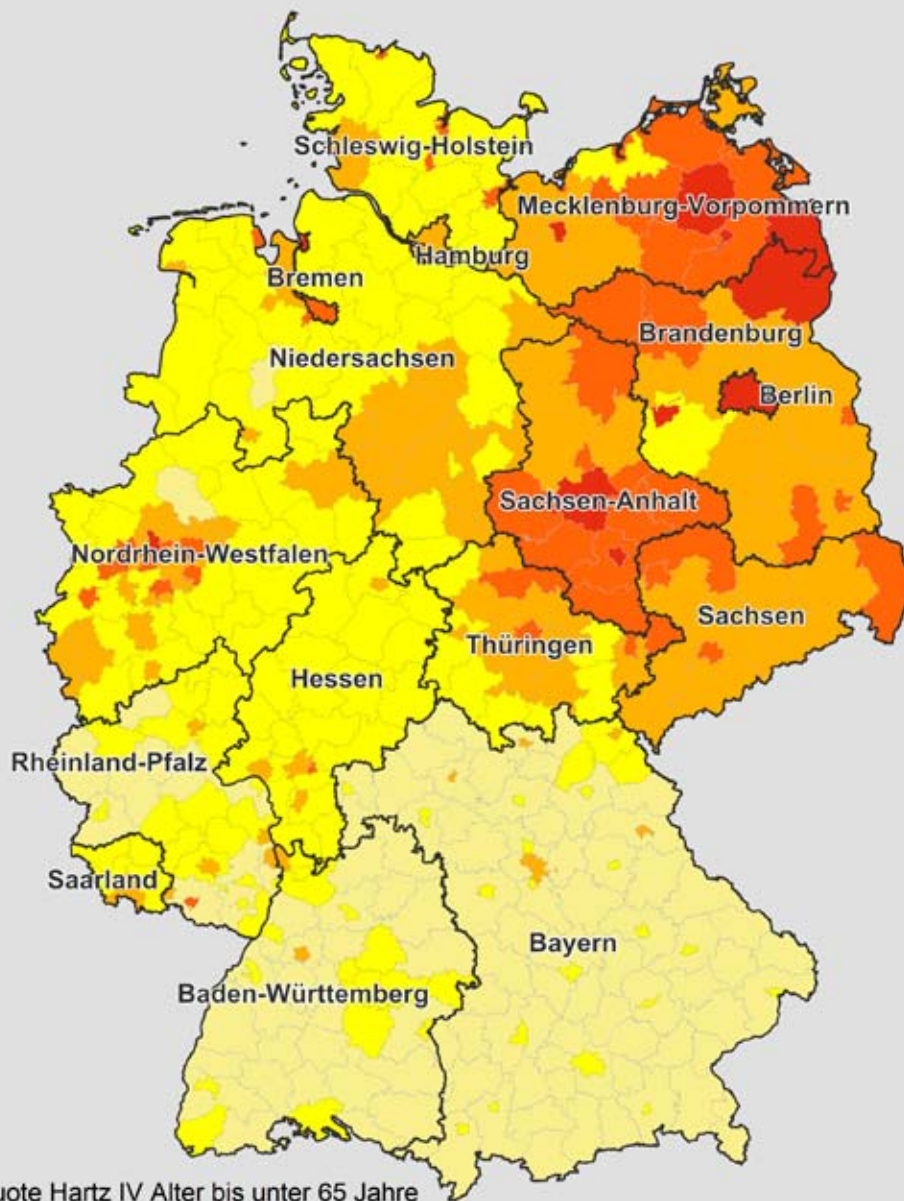 Schleswig-Holstein
Mecklenburg-Vorpommern
Hamburg
Bremen
Brandenburg
Niedersachsen
Berlin
Sachsen-Anhalt
Nordrhein-Westfalen
Sachsen
Thüringen
Hessen
Rheinland-Pfalz
Saarland
Bayern
Baden-Württemberg
Hartz IV Alter bis unter 65 Jahre